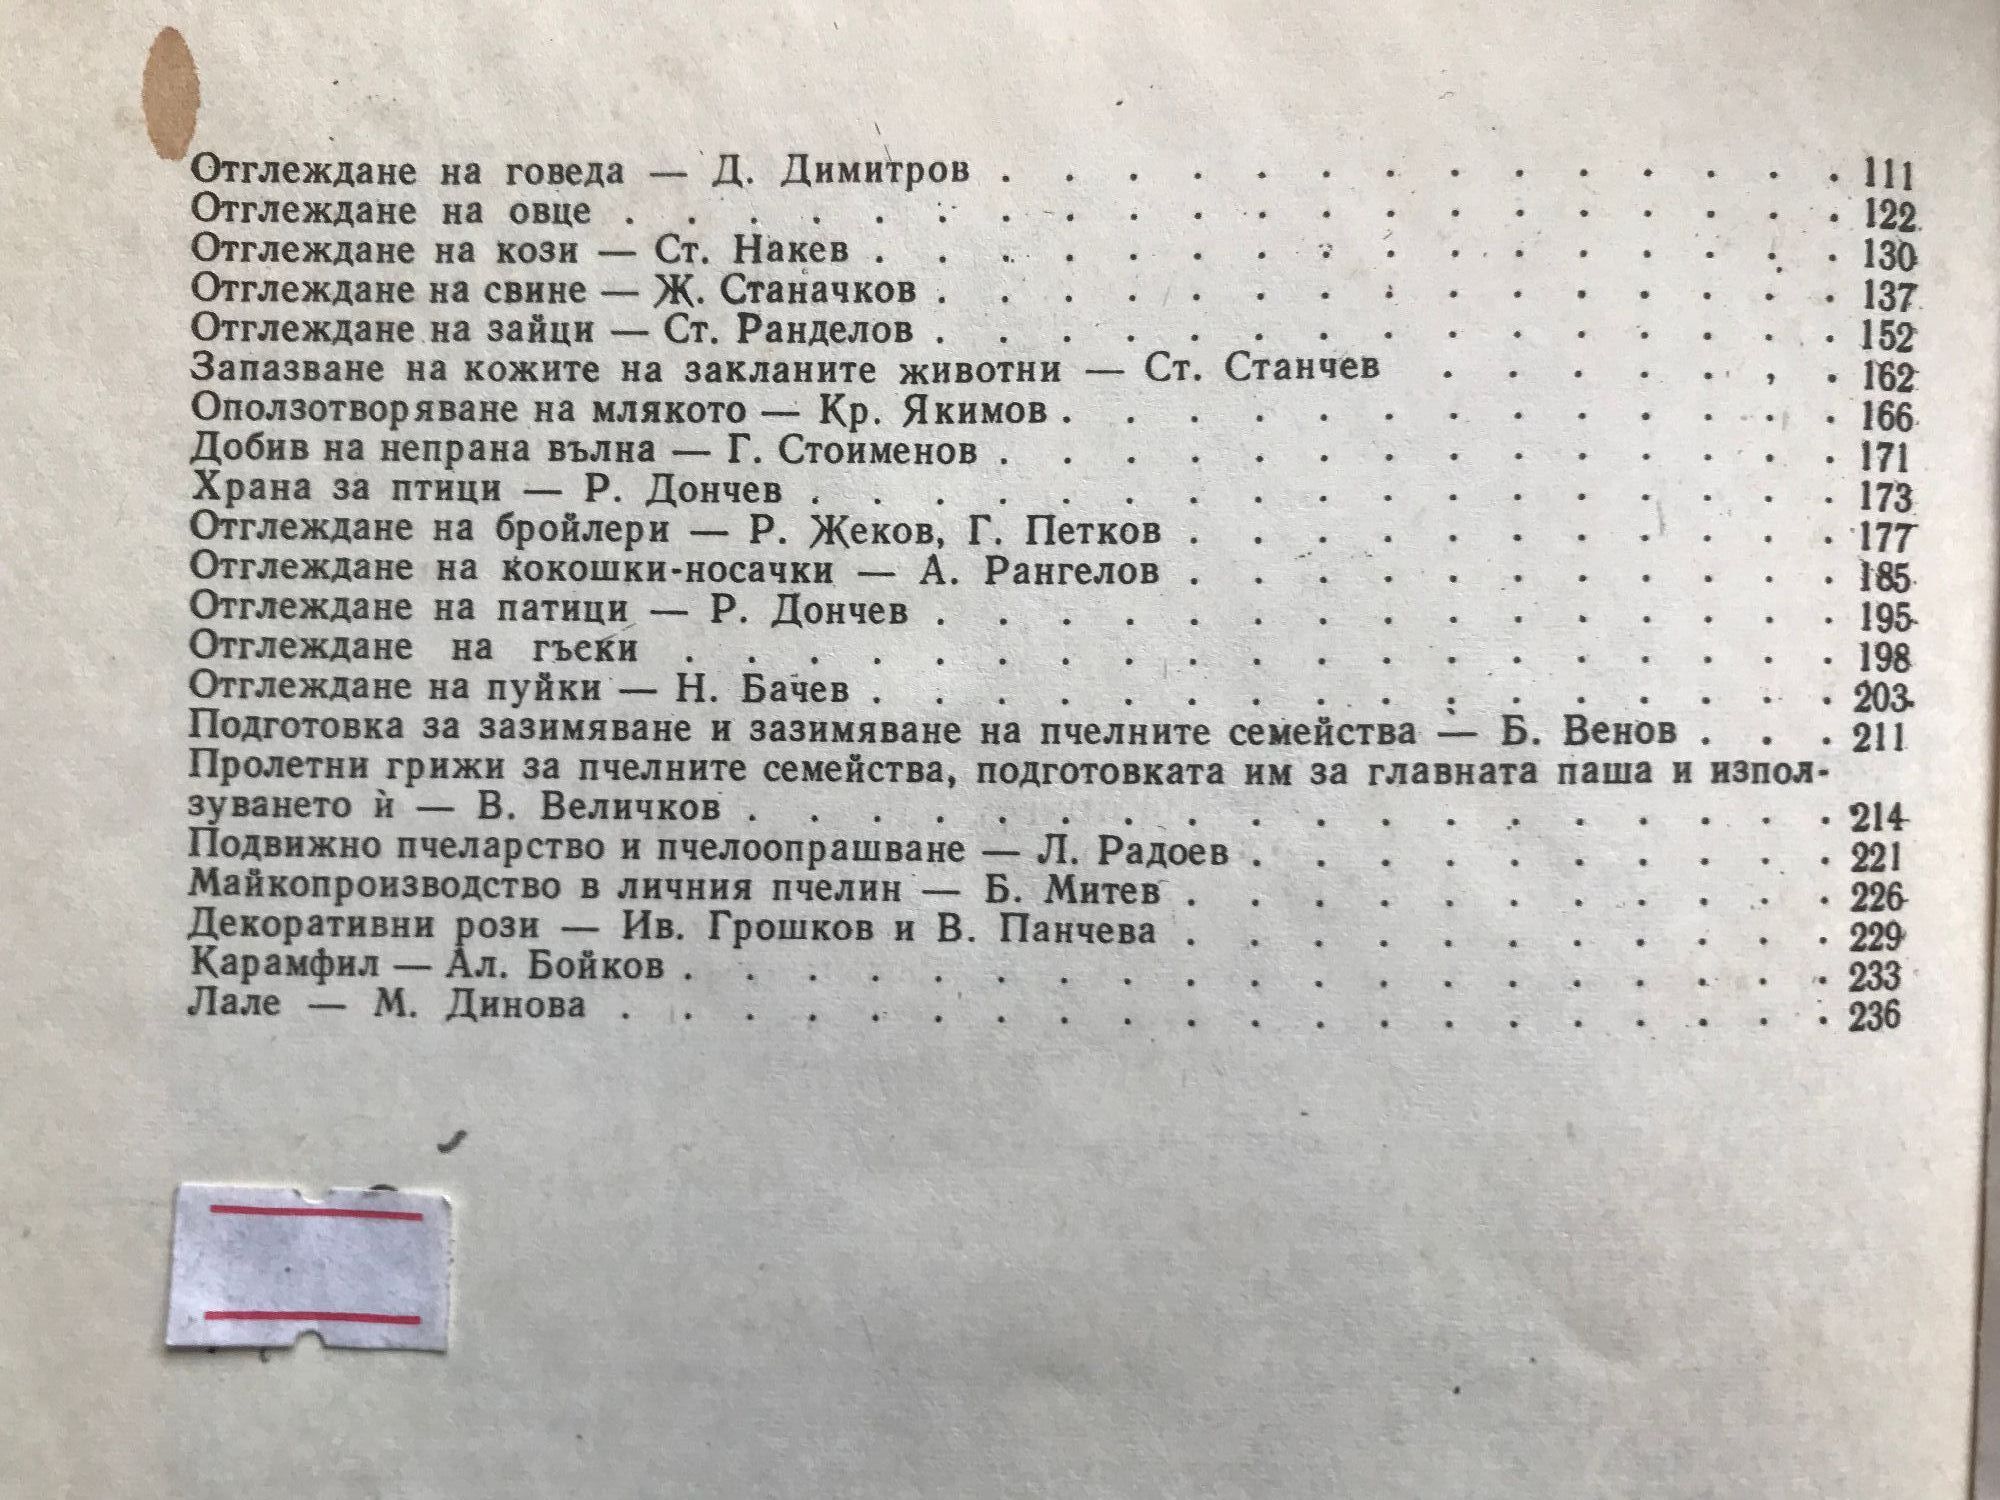 Отглеждане на говеда — Д. Димитров . . . . . . . . . . . . . . 111
Отглеждане на овце . . . . . . . . . . . . . . . . . . . . 122
Отглеждане на кози — Ст. Накев . . . . . . . . . . . . . . . . 130
Отглеждане на свине — Ж. Станачков . . . . . . . . . . . . . . . 137
Отглеждане на зайци — Ст. Ранделов . . . . . . . . . . . . . . . 152
Запазване на кожите на закланите животни — Ст. Станчев . . . . . , . 162
Оползотворяване на млякото — Кр. Якимов . . . . . . . . . . . . . 166
Добив на непрана вълна — Г. Стоименов . . . . . . . . . . . . . . 171
Храна за птици — Р. Дончев . . . . . . . . . . . . . . . . . 173
Отглеждане на бройлери — Р. Жеков, Г. Петков . . . . . . . . . . . 177
Отглеждане на кокошки-носачки — А. Рангелов . . . . . . . . . . . 185
Отглеждане на патици — Р. Дончев . . . . . . . . . . . . . . . 195
Отглеждане на гъски . . . . . . . . . . . . . . . . . . . 198
Отглеждане на пуйки — Н. Бачев . . . . . . . . . . . . . . . . 203
Подготовка за зазимяване и зазимяване на пчелните семейства — Б. Венов . . . 211
Пролетни грижи за пчелните семейства, подготовката им за главната паша и изпол-
зуването ѝ — В. Величков . . . . . . . . . . . . . . . . . . 214
Подвижно пчеларство и пчелоопрашване — Л. Радоев . . . . . . . . . . 221
Майкопроизводство в личния пчелин — Б. Митев . . . . . . . . . . . 226
Декоративни рози — Ив. Грошков и В. Панчева . . . . . . . . . . . 229
Карамфил — Ал. Бойков . . . . . . . . . . . . . . . . . . . 233
Лале — М. Динова . . . . . . . . . . . . . . . . . . . . 236